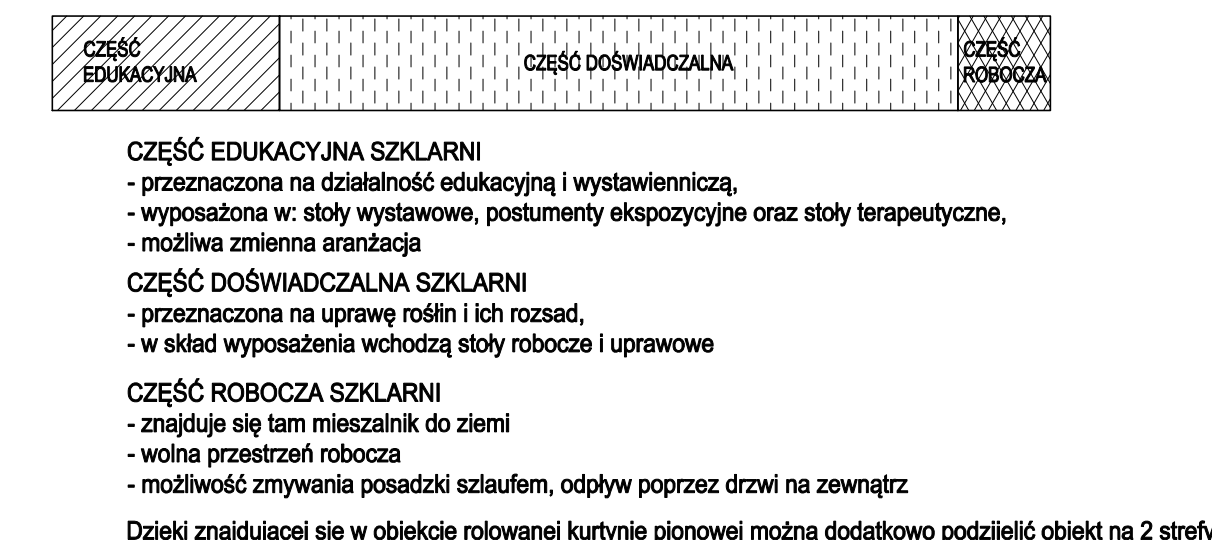 CZĘŚĆ
EDUKACYJNA
CZĘŚĆ DOŚWIADCZALNA
CZĘŚĆ
ROBOCZA
CZĘŚĆ EDUKACYJNA SZKLARNI
- przeznaczona na działalność edukacyjną i wystawienniczą,
- wyposażona w: stoły wystawowe, postumenty ekspozycyjne oraz stoły terapeutyczne,
- możliwa zmienna aranżacja
CZĘŚĆ DOŚWIADCZALNA SZKLARNI
- przeznaczona na uprawę rośłin i ich rozsad,
- w skład wyposażenia wchodzą stoły robocze i uprawowe
CZĘŚĆ ROBOCZA SZKLARNI
- znajduje się tam mieszalnik do ziemi
- wolna przestrzeń robocza
- możliwość zmywania posadzki szlaufem, odpływ poprzez drzwi na zewnątrz
Dzięki znajdującej się w obiekcie rolowanej kurtynie pionowej można dodatkowo podzijelić obiekt na 2 strefy